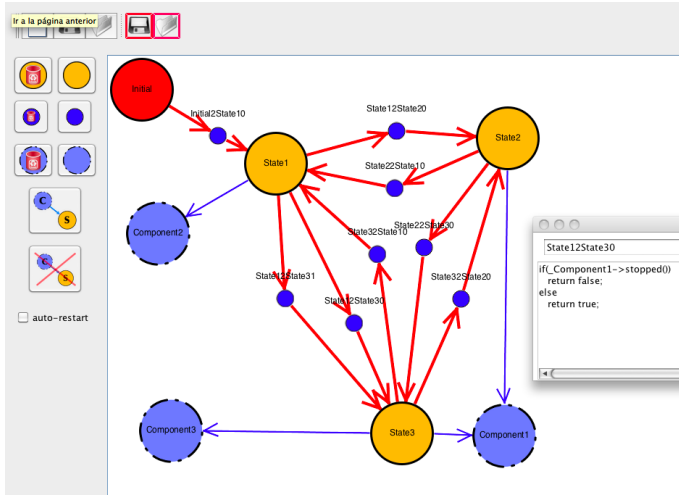 Ir a la página anterior
Initial
Initial2State10
State12State20
State1
State2
State22State10
Component2
State32State10
State22State30
State12State31
State12State30
State32State20
State12State30
if(_Component1->stopped())
return false;
else
return true;
auto-restart
Component3
State3
Component1
C
S
C
S